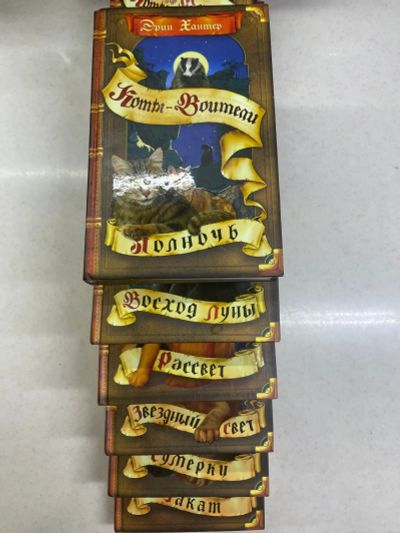 Эрин Хантер
Коты-Воители
Полночь
Восход луны
Рассвет
Звездный свет
Сумерки
Закат